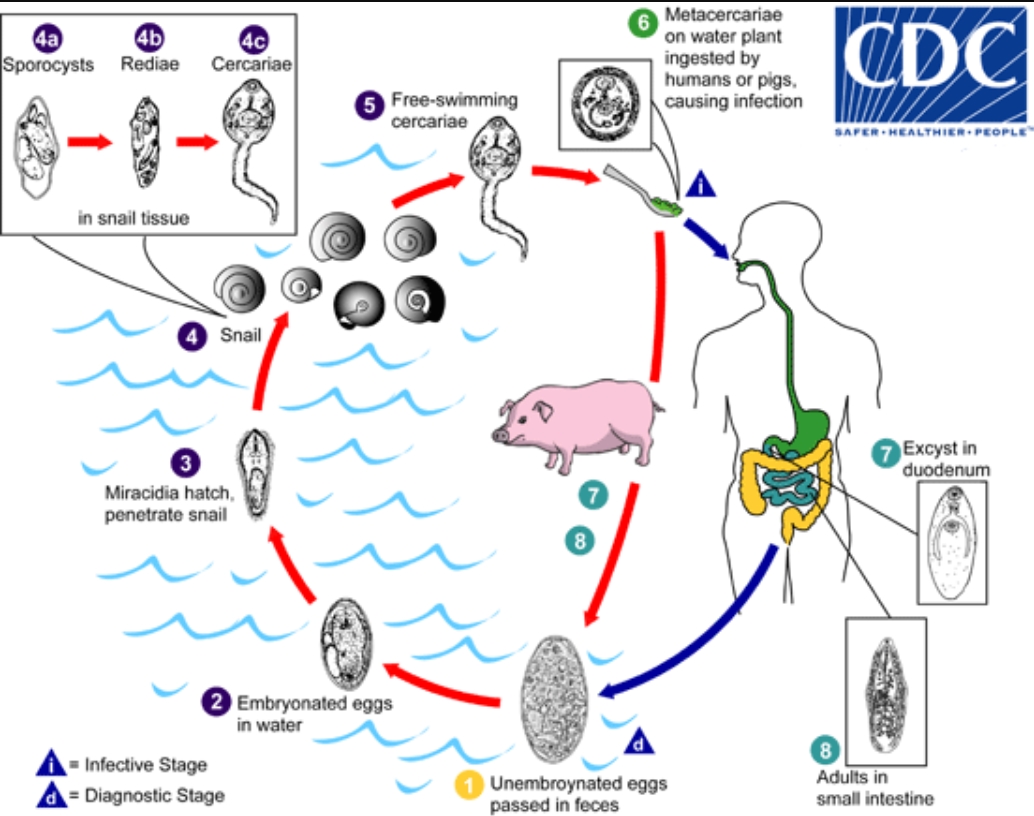 4a
Sporocysts
4b
Rediae
4c
Cercariae
in snail tissue
5
Free-swimming
cercariae
6
Metacercariae
on water plant
ingested by
humans or pigs,
causing infection
CDC
SAFER•HEALTHIER•PEOPLE™
i
4
Snail
3
Miracidia hatch,
penetrate snail
7
8
7
Excyst in
duodenum
2
Embryonated eggs
in water
d
1
Unembroynated eggs
passed in feces
8
Adults in
small intestine
i = Infective Stage
d = Diagnostic Stage